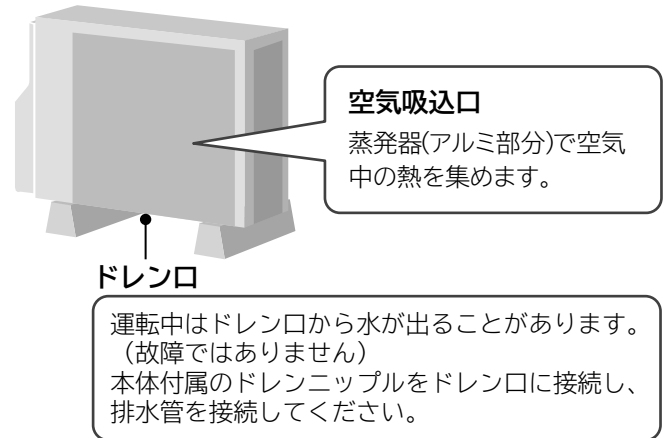 空気吸込口
蒸発器(アルミ部分)で空気
中の熱を集めます。
ドレン口
運転中はドレン口から水が出ることがあります。
（故障ではありません）
本体付属のドレンニップルをドレン口に接続し、
排水管を接続してください。